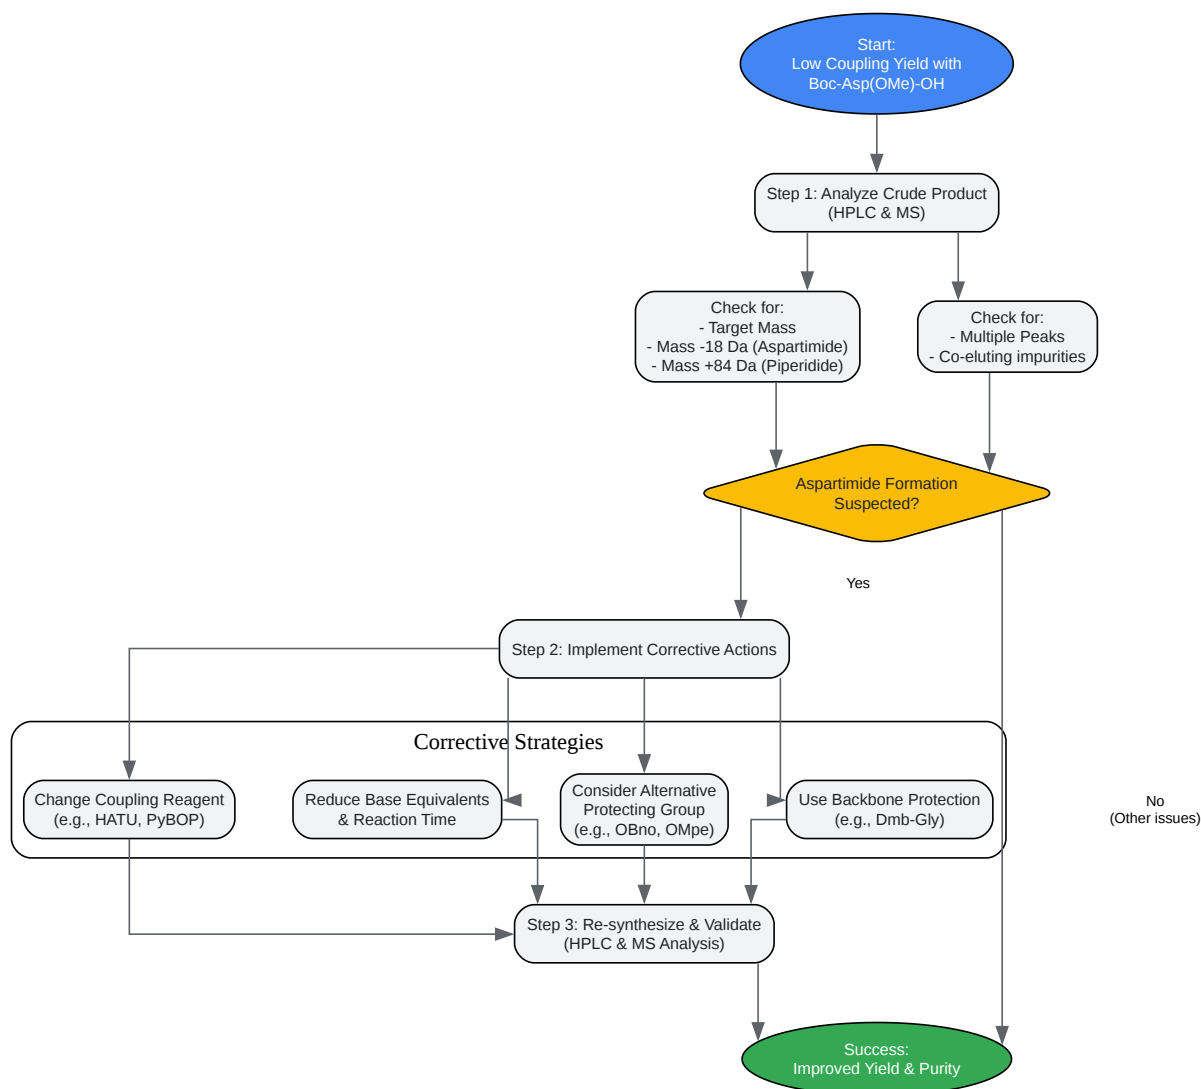 Start:
Low Coupling Yield with
Boc-Asp(OMe)-OH
Step 1: Analyze Crude Product
(HPLC & MS)
Check for:
- Target Mass
- Mass -18 Da (Aspartimide)
- Mass +84 Da (Piperidide)
Check for:
- Multiple Peaks
- Co-eluting impurities
Aspartimide Formation
Suspected?
Yes
Step 2: Implement Corrective Actions
Corrective Strategies
Change Coupling Reagent
(e.g., HATU, PyBOP)
Reduce Base Equivalents
& Reaction Time
Consider Alternative
Protecting Group
(e.g., OBno, OMpe)
Use Backbone Protection
(e.g., Dmb-Gly)
No
(Other issues)
Step 3: Re-synthesize & Validate
(HPLC & MS Analysis)
Success:
Improved Yield & Purity